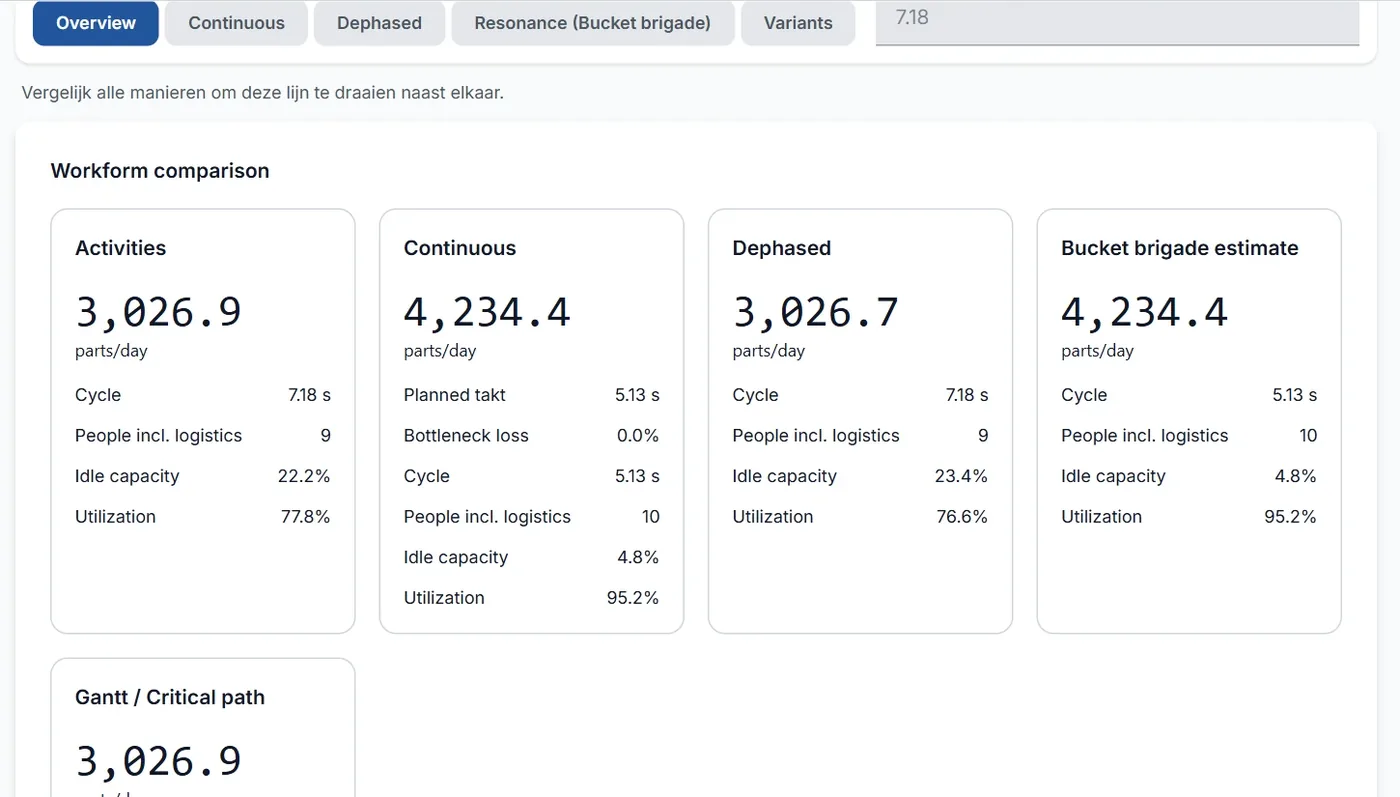 Overview Continuous Dephased Resonance (Bucket brigade) Variants 7.18
Vergelijk alle manieren om deze lijn te draaien naast elkaar.
Workform comparison
Activities
3,026.9
parts/day
Cycle 7.18 s
People incl. logistics 9
Idle capacity 22.2%
Utilization 77.8%
Continuous
4,234.4
parts/day
Planned takt 5.13 s
Bottleneck loss 0.0%
Cycle 5.13 s
People incl. logistics 10
Idle capacity 4.8%
Utilization 95.2%
Dephased
3,026.7
parts/day
Cycle 7.18 s
People incl. logistics 9
Idle capacity 23.4%
Utilization 76.6%
Bucket brigade estimate
4,234.4
parts/day
Cycle 5.13 s
People incl. logistics 10
Idle capacity 4.8%
Utilization 95.2%
Gantt / Critical path
3,026.9